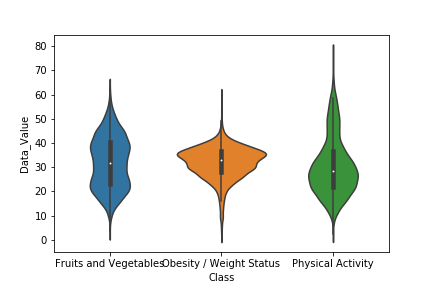 80
70
60
50
40
30
20
10
0
Data_Value
Fruits and Vegetables
Obesity / Weight Status
Physical Activity
Class